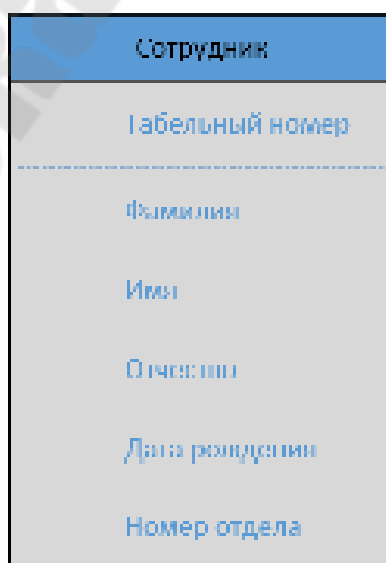 Сотрудник
Табельный номер
Фамилия
Имя
Отчество
Дата рождения
Номер отдела